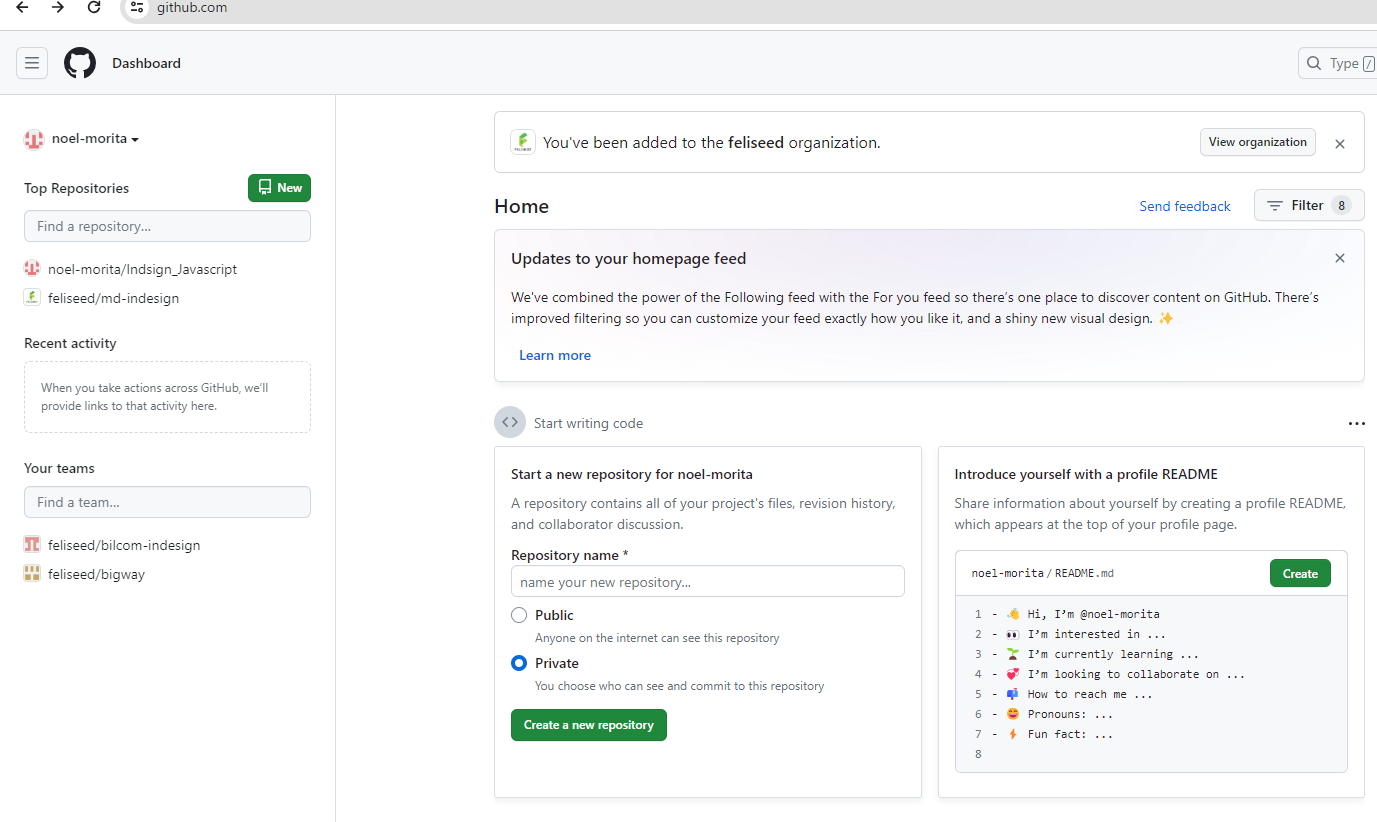 github.com
Dashboard
Type /
noel-morita
Top Repositories
New
Find a repository...
noel-morita/Indsign_Javascript
feliseed/md-indesign
Recent activity
When you take actions across GitHub, we'll
provide links to that activity here.
Your teams
Find a team...
feliseed/bilcom-indesign
feliseed/bigway
You've been added to the feliseed organization.
View organization
Home
Send feedback
Filter 8
Updates to your homepage feed
We've combined the power of the Following feed with the For you feed so there's one place to discover content on GitHub. There's
improved filtering so you can customize your feed exactly how you like it, and a shiny new visual design. ✨
Learn more
Start writing code
Start a new repository for noel-morita
A repository contains all of your project's files, revision history,
and collaborator discussion.
Repository name *
name your new repository...
Public
Anyone on the internet can see this repository
Private
You choose who can see and commit to this repository
Create a new repository
Introduce yourself with a profile README
Share information about yourself by creating a profile README,
which appears at the top of your profile page.
noel-morita / README.md
Create
1 - 👋 Hi, I'm @noel-morita
2 - 👀 I'm interested in ...
3 - 🌱 I'm currently learning ...
4 - 💞️ I'm looking to collaborate on ...
5 - 📫 How to reach me ...
6 - 😄 Pronouns: ...
7 - ⚡ Fun fact: ...
8